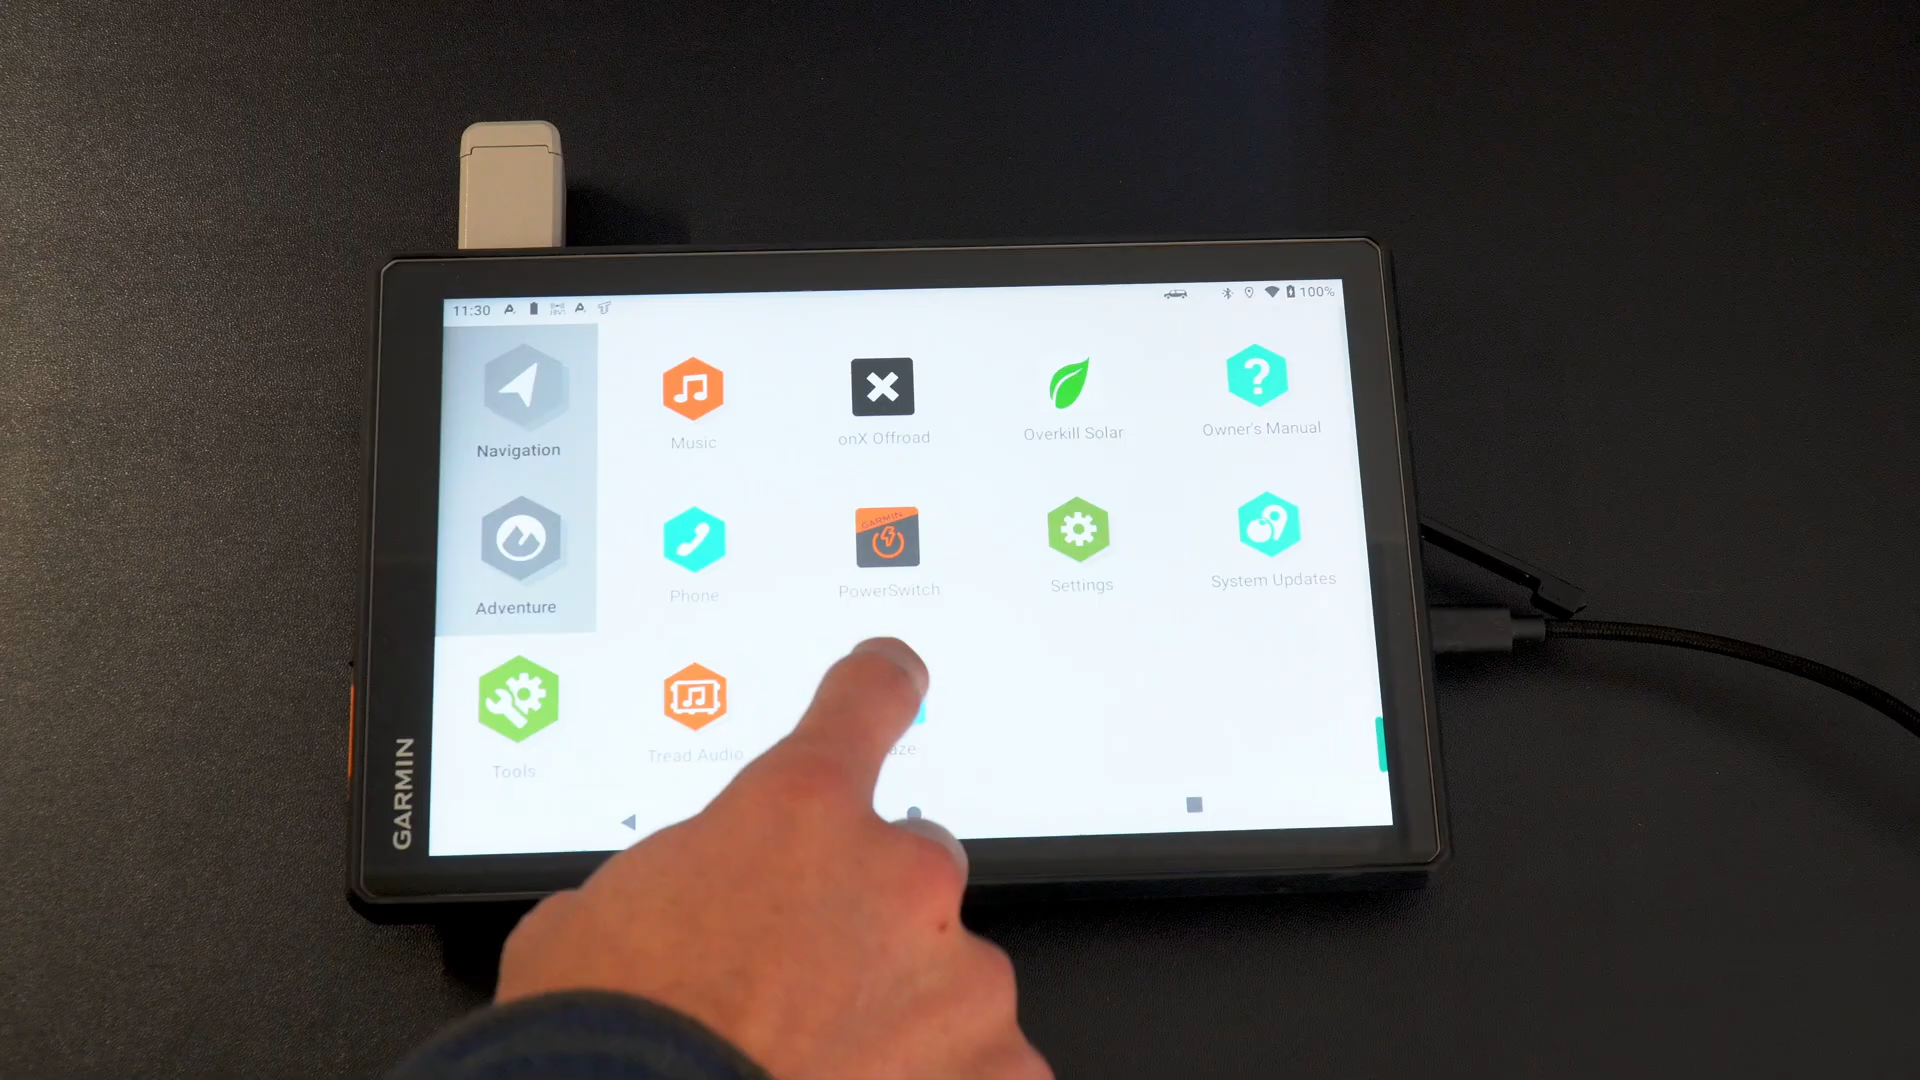 11:30
100%
Navigation
Music
onX Offroad
Overkill Solar
Owner's Manual
Adventure
Phone
GARMIN
PowerSwitch
Settings
System Updates
Tools
Tread Audio
aze
GARMIN